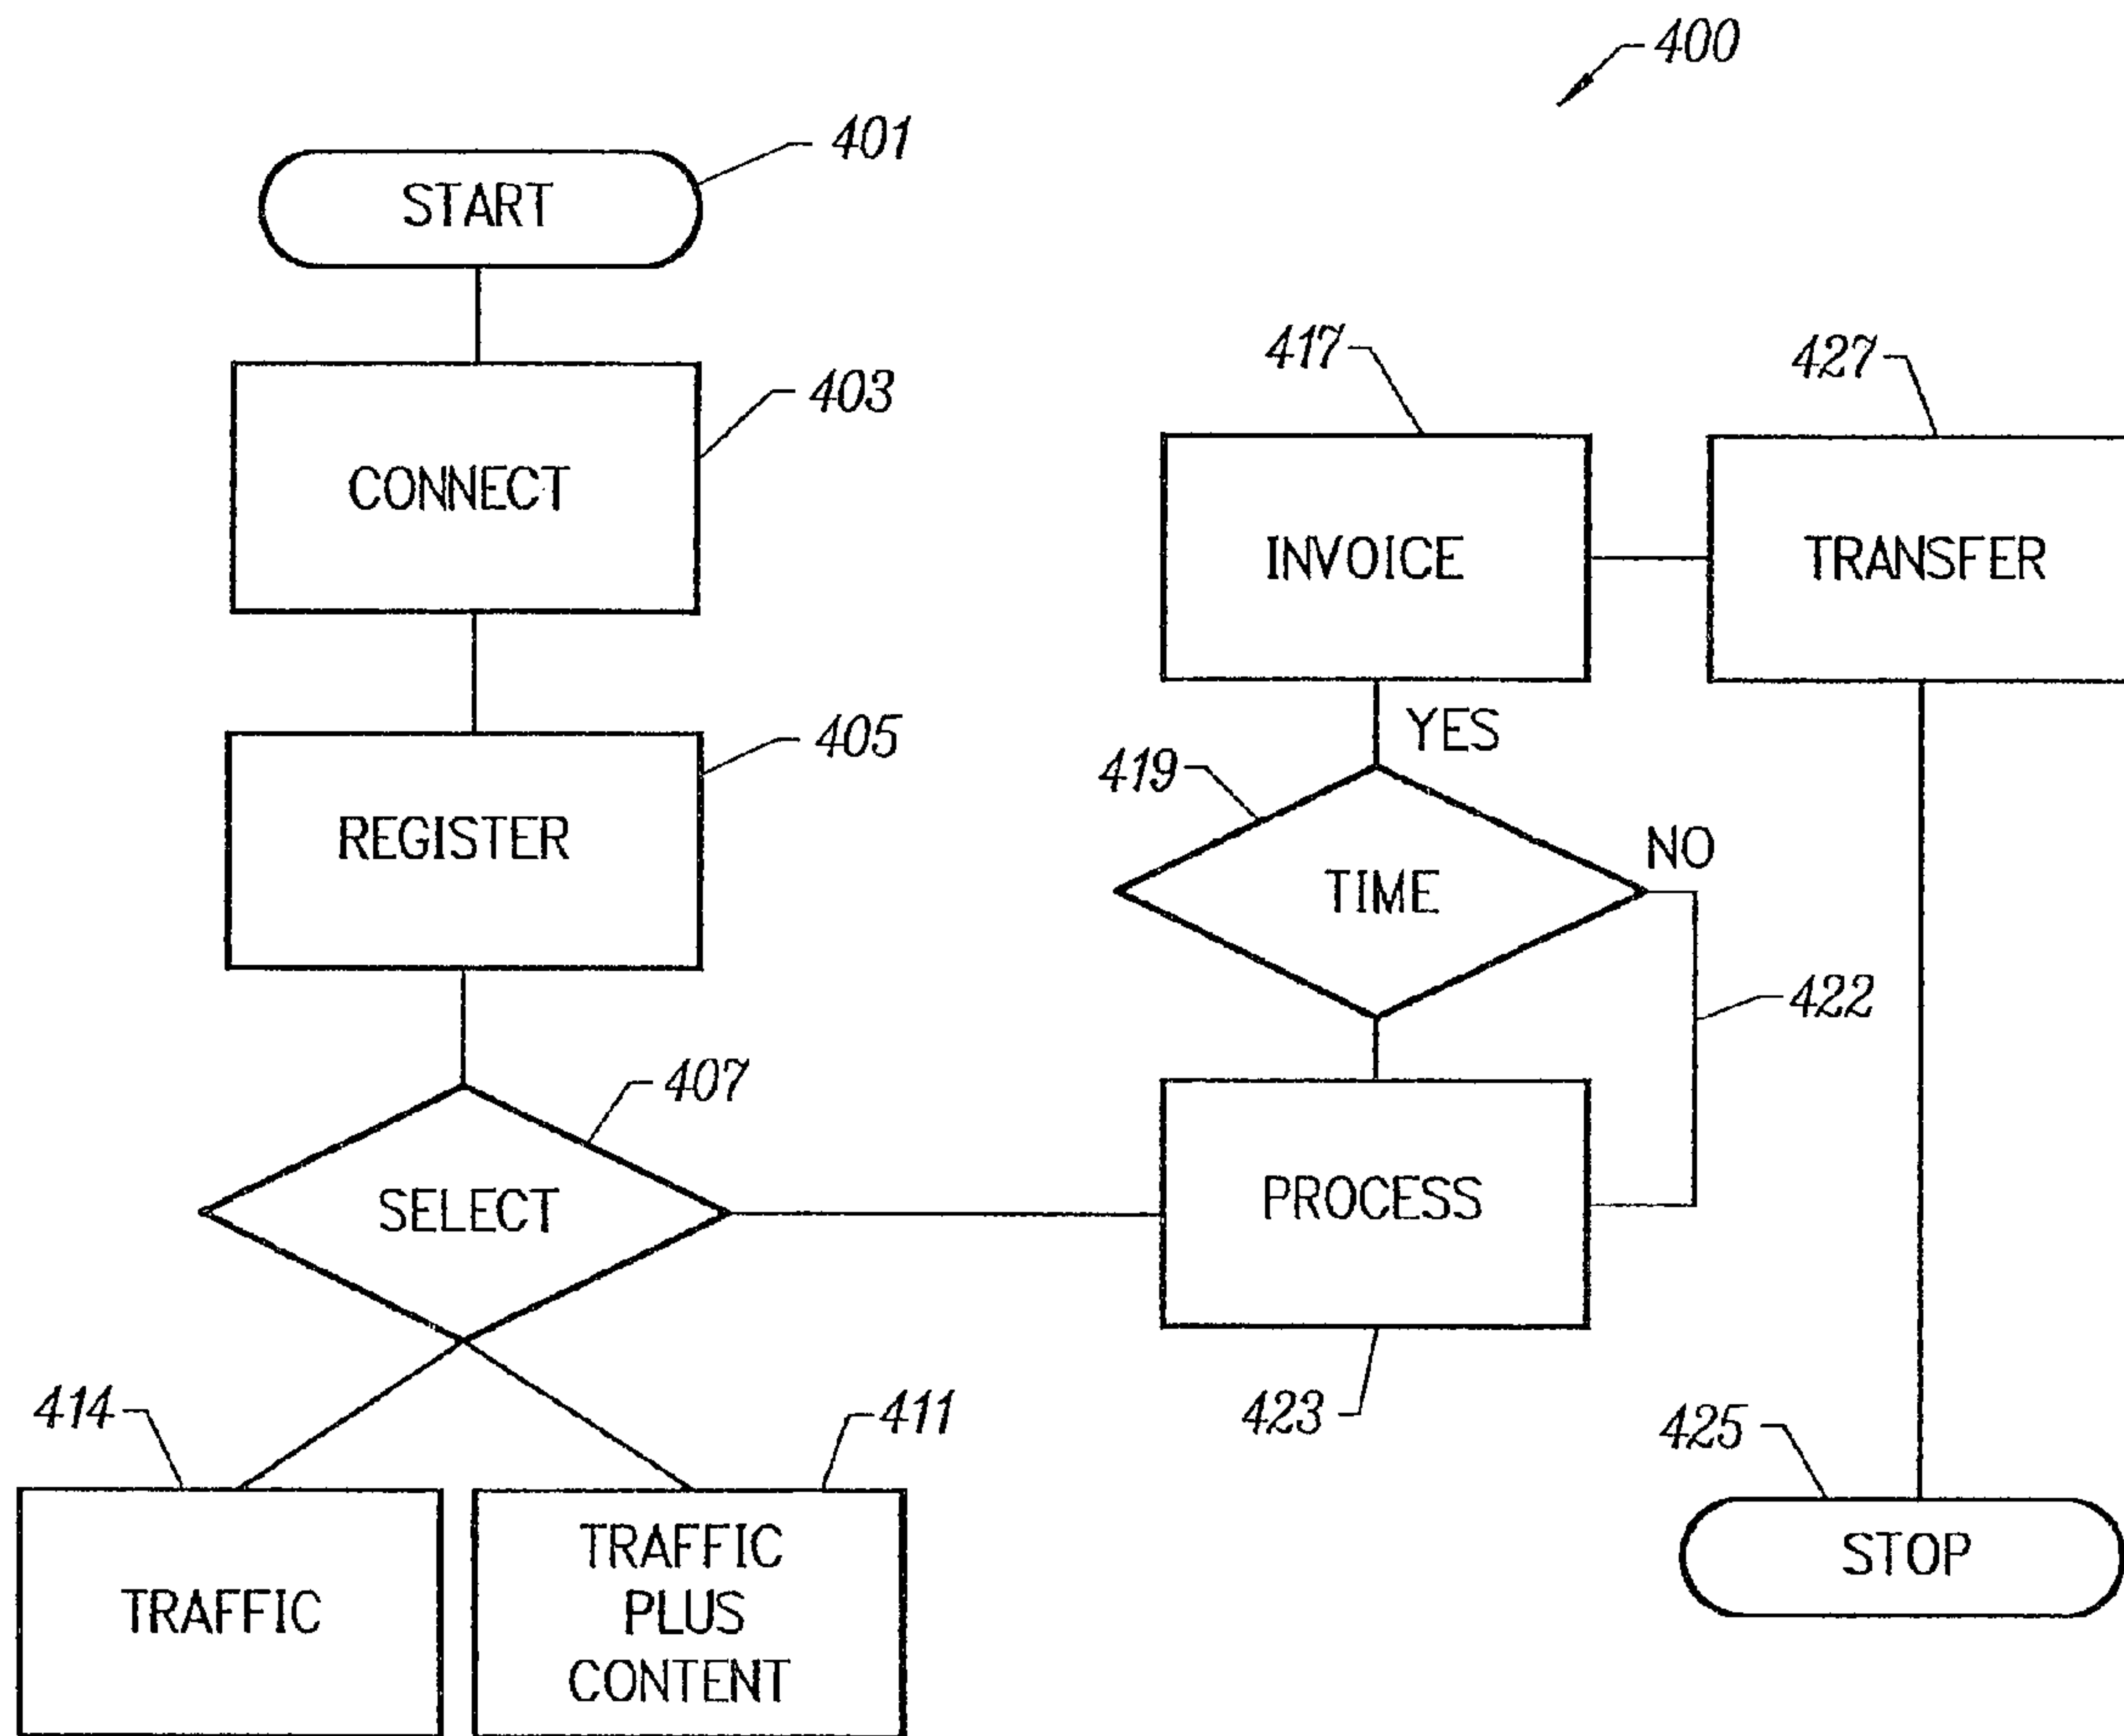 400
401
START
403
CONNECT
417
427
INVOICE
TRANSFER
405
REGISTER
YES
419
NO
TIME
422
407
SELECT
PROCESS
423
414
411
425
TRAFFIC
TRAFFIC
PLUS
CONTENT
STOP